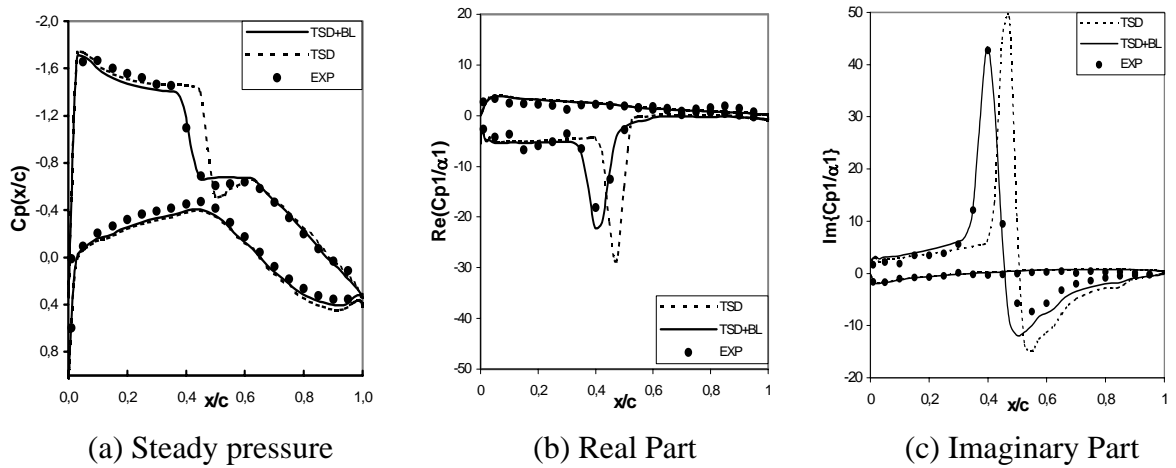 -2,0
-1,6
-1,2
-0,8
-0,4
0,0
0,4
0,8
Cp(x/c)
0,0 0,2 0,4 0,6 0,8 1,0
x/c
TSD+BL
TSD
EXP
(a) Steady pressure
20
10
0
-10
-20
-30
-40
-50
Re(Cp1/α1)
0 0,2 0,4 0,6 0,8 1
x/c
TSD
TSD+BL
EXP
(b) Real Part
50
40
30
20
10
0
-10
-20
Im{Cp1/α1}
0 0,2 0,4 0,6 0,8 1
x/c
TSD
TSD+BL
EXP
(c) Imaginary Part